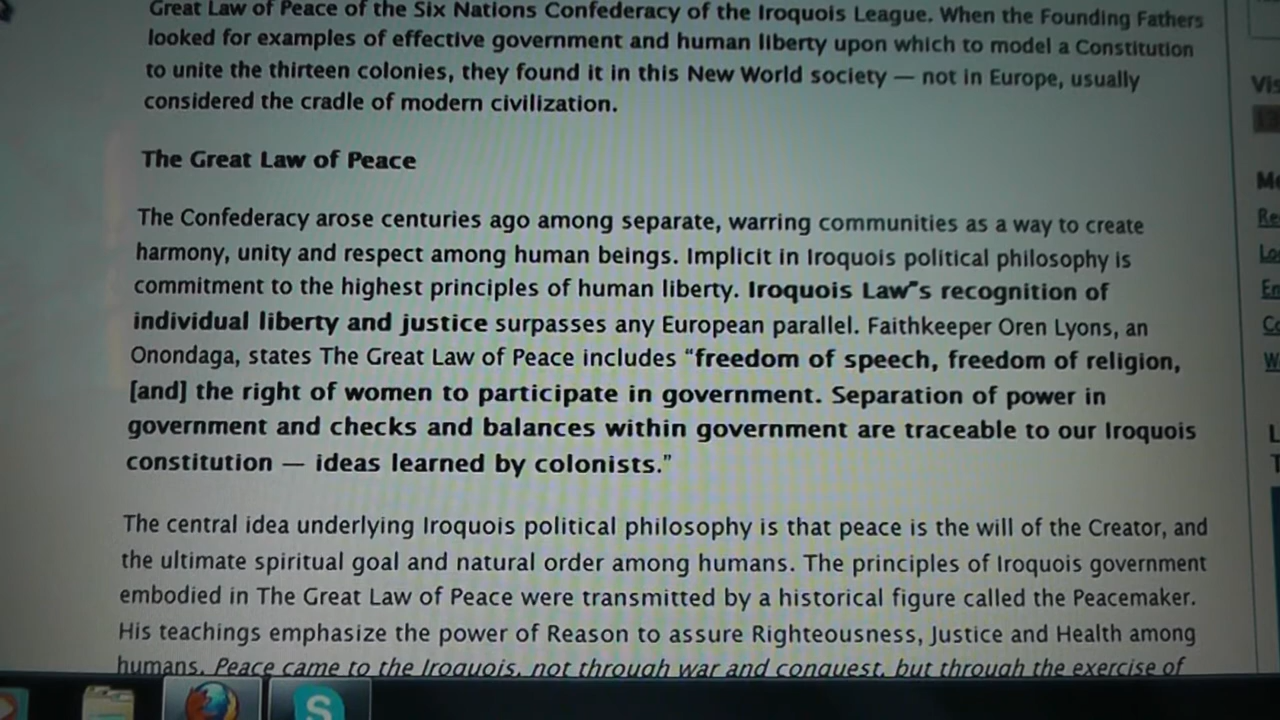 Great Law of Peace of the Six Nations Confederacy of the Iroquois League. When the Founding Fathers
looked for examples of effective government and human liberty upon which to model a Constitution
to unite the thirteen colonies, they found it in this New World society — not in Europe, usually
considered the cradle of modern civilization.
The Great Law of Peace
The Confederacy arose centuries ago among separate, warring communities as a way to create
harmony, unity and respect among human beings. Implicit in Iroquois political philosophy is
commitment to the highest principles of human liberty. Iroquois Law"s recognition of
individual liberty and justice surpasses any European parallel. Faithkeeper Oren Lyons, an
Onondaga, states The Great Law of Peace includes “freedom of speech, freedom of religion,
[and] the right of women to participate in government. Separation of power in
government and checks and balances within government are traceable to our Iroquois
constitution — ideas learned by colonists.”
The central idea underlying Iroquois political philosophy is that peace is the will of the Creator, and
the ultimate spiritual goal and natural order among humans. The principles of Iroquois government
embodied in The Great Law of Peace were transmitted by a historical figure called the Peacemaker.
His teachings emphasize the power of Reason to assure Righteousness, Justice and Health among
humans. Peace came to the Iroquois, not through war and conquest, but through the exercise of